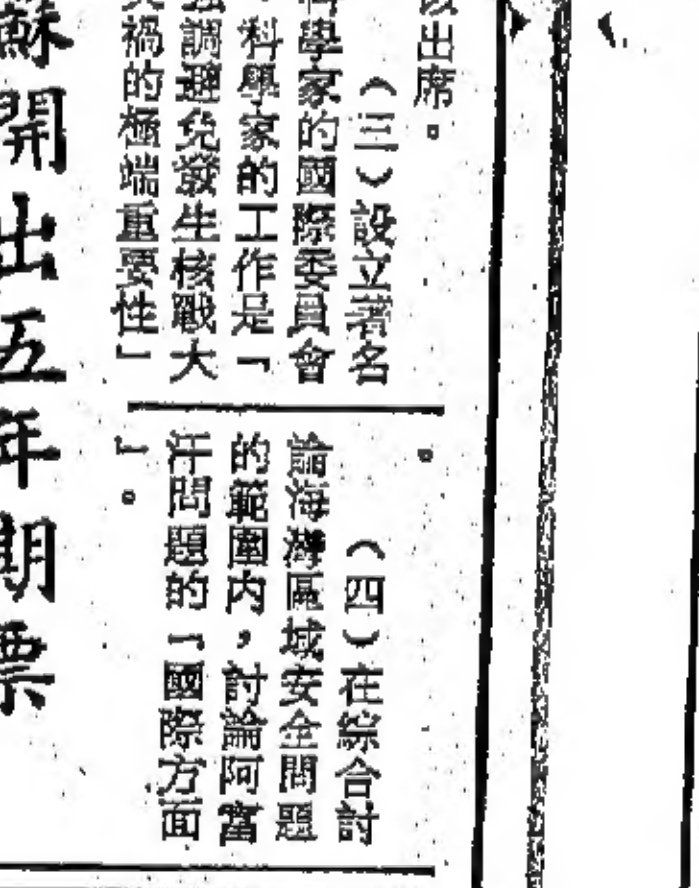 出席。
（三）設立著名
科學家的國際委員會
，科學家的工作是「
強調避免發生核戰大
禍的極端重要性」
。
（四）在綜合討
論海灣區域安全問題
的範圍內，討論阿富
汗問題的「國際方面
」。
蘇開出五年期票